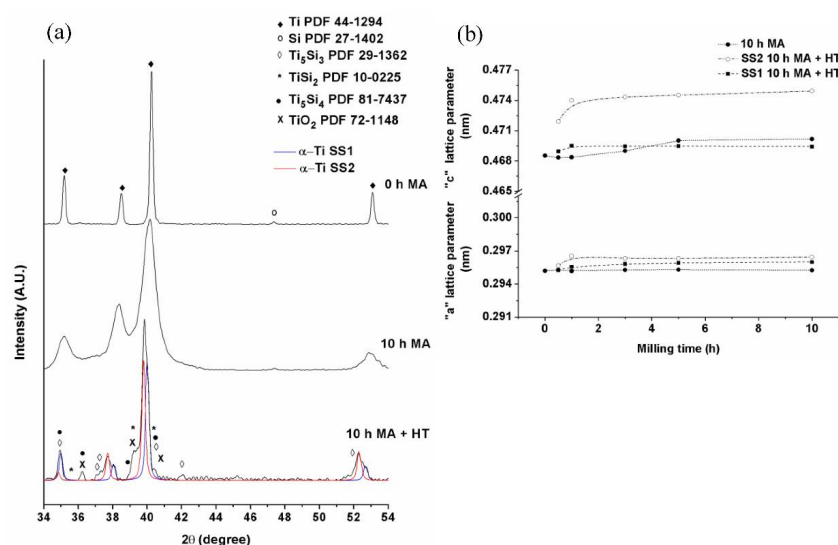 (a)
♦ Ti PDF 44-1294
o Si PDF 27-1402
◊ Ti₅Si₃ PDF 29-1362
* TiSi₂ PDF 10-0225
● Ti₅Si₄ PDF 81-7437
X TiO₂ PDF 72-1148
α–Ti SS1
α–Ti SS2
0 h MA
10 h MA
10 h MA + HT
Intensity (A.U.)
34 36 38 40 42 44 46 48 50 52 54
2θ (degree)
(b)
10 h MA
SS2 10 h MA + HT
SS1 10 h MA + HT
0.477
0.474
0.471
0.468
0.465
0.300
0.297
0.294
0.291
"c" lattice parameter
(nm)
"a" lattice parameter
(nm)
0 2 4 6 8 10
Milling time (h)